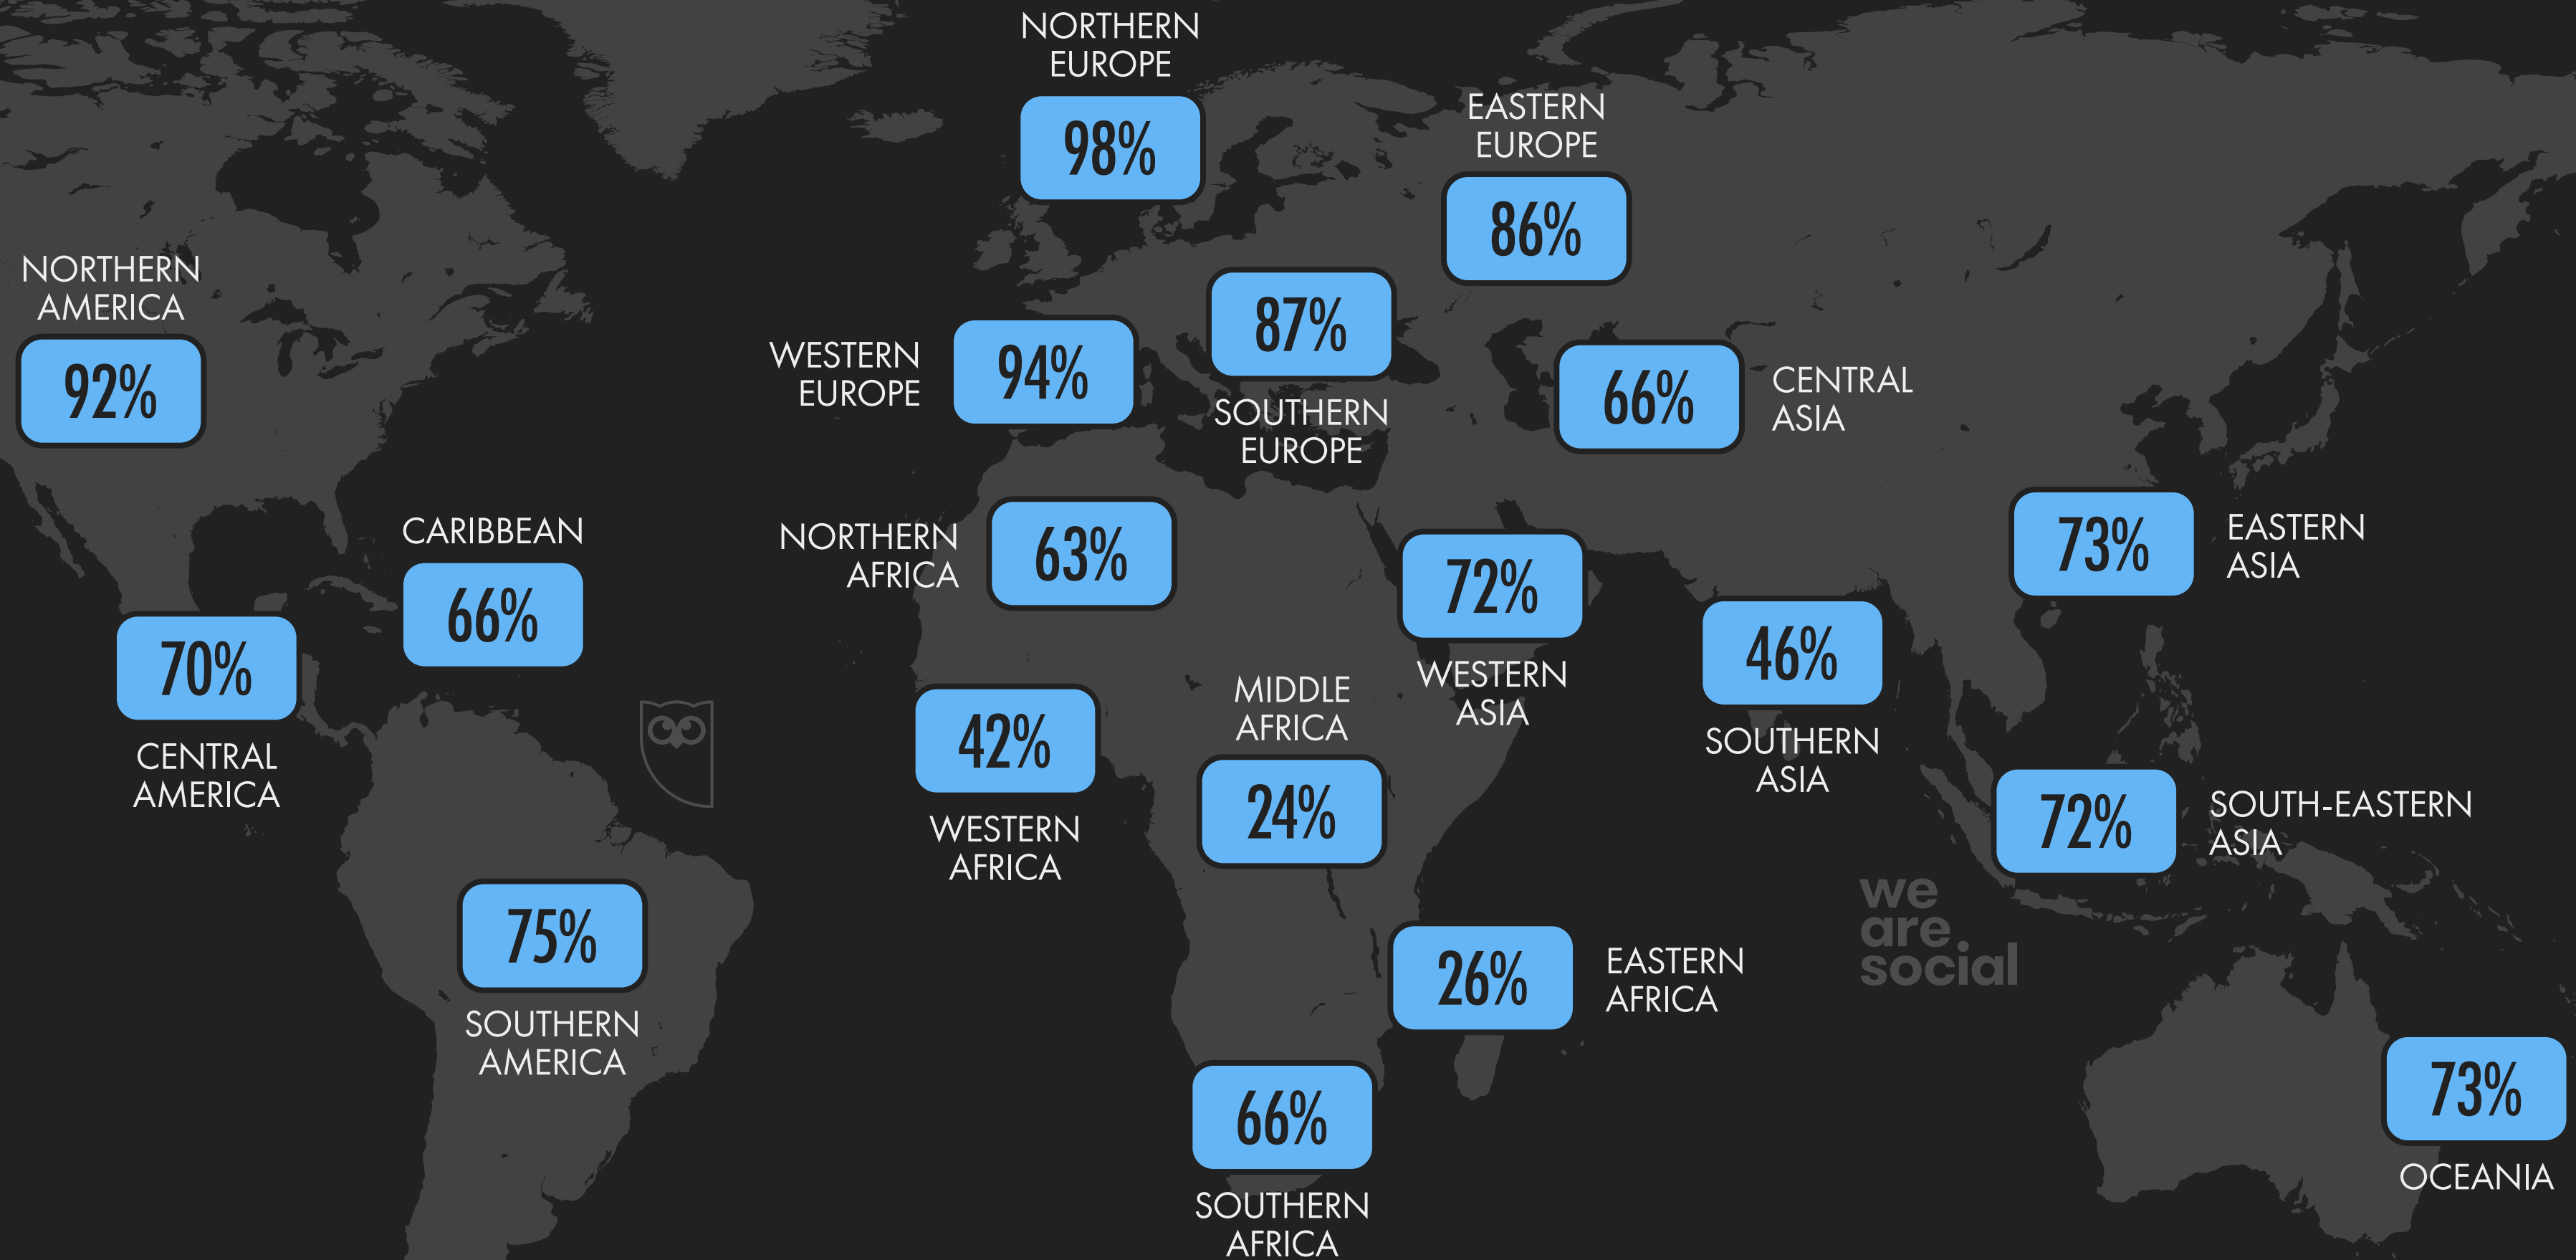 NORTHERN
EUROPE
98%
EASTERN
EUROPE
86%
NORTHERN
AMERICA
92%
WESTERN
EUROPE
94%
87%
SOUTHERN
EUROPE
66%
CENTRAL
ASIA
CARIBBEAN
66%
NORTHERN
AFRICA
63%
72%
WESTERN
ASIA
73%
EASTERN
ASIA
70%
CENTRAL
AMERICA
42%
WESTERN
AFRICA
MIDDLE
AFRICA
24%
46%
SOUTHERN
ASIA
72%
SOUTH-EASTERN
ASIA
75%
SOUTHERN
AMERICA
26%
EASTERN
AFRICA
we
are
social
66%
SOUTHERN
AFRICA
73%
OCEANIA